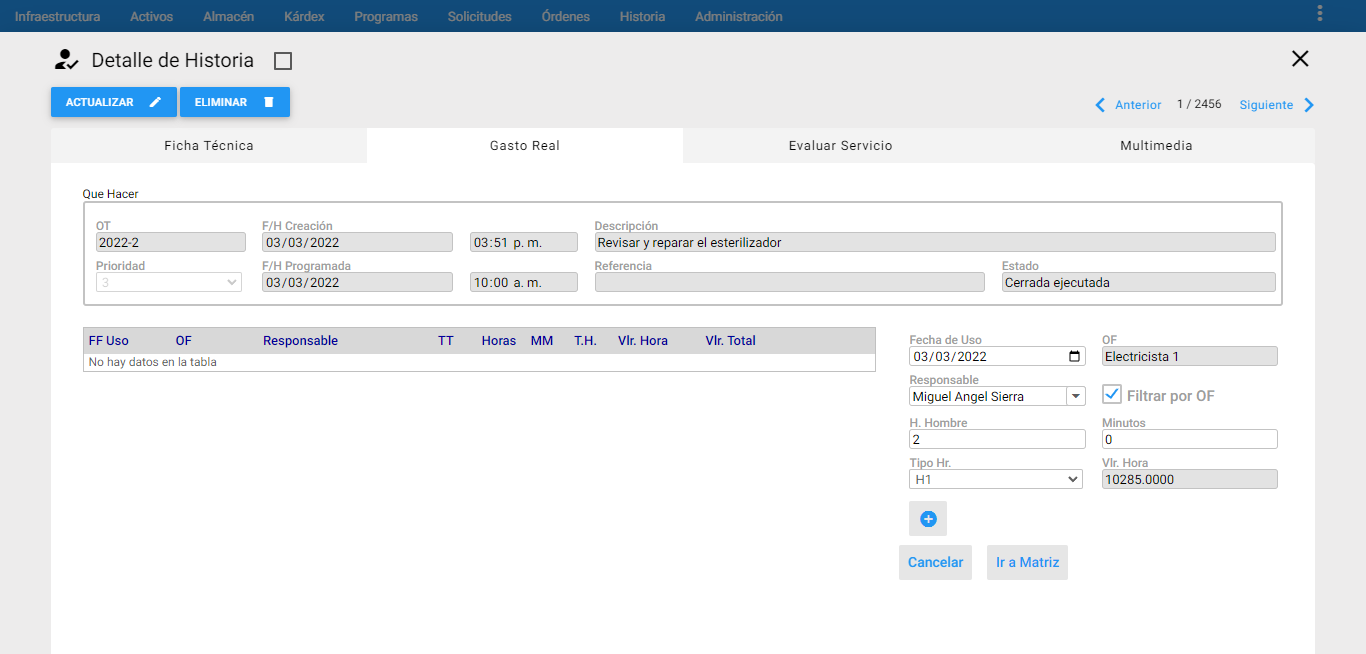 Infraestructura Activos Almacén Kárdex Programas Solicitudes Órdenes Historia Administración
Detalle de Historia
ACTUALIZAR ELIMINAR
Anterior 1 / 2456 Siguiente
Ficha Técnica Gasto Real Evaluar Servicio Multimedia
Que Hacer
OT F/H Creación Descripción
2022-2 03/03/2022 03:51 p. m. Revisar y reparar el esterilizador
Prioridad F/H Programada Referencia Estado
3 03/03/2022 10:00 a. m. Cerrada ejecutada
FF Uso OF Responsable TT Horas MM T.H. Vlr. Hora Vlr. Total
No hay datos en la tabla
Fecha de Uso OF
03/03/2022 Electricista 1
Responsable
Miguel Angel Sierra Filtrar por OF
H. Hombre Minutos
2 0
Tipo Hr. Vlr. Hora
H1 10285.0000
Cancelar Ir a Matriz